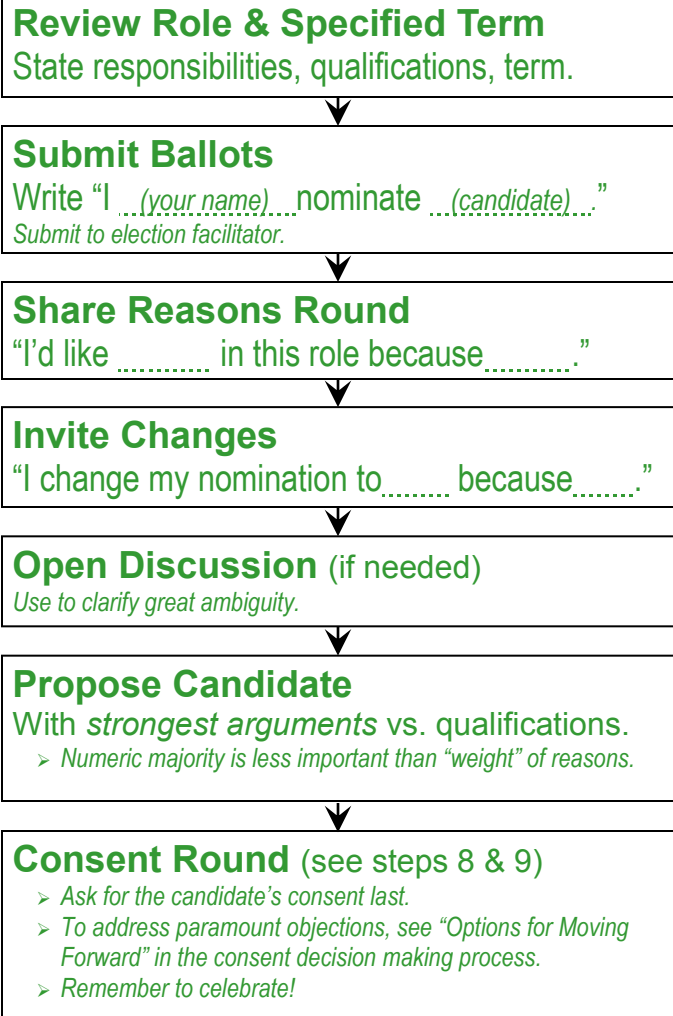 Review Role & Specified Term
State responsibilities, qualifications, term.
Submit Ballots
Write “I (your name) nominate (candidate) .”
Submit to election facilitator.
Share Reasons Round
“I’d like ......... in this role because.........”
Invite Changes
“I change my nomination to....... because......”
Open Discussion (if needed)
Use to clarify great ambiguity.
Propose Candidate
With strongest arguments vs. qualifications.
➢ Numeric majority is less important than “weight” of reasons.
Consent Round (see steps 8 & 9)
➢ Ask for the candidate’s consent last.
➢ To address paramount objections, see “Options for Moving
Forward” in the consent decision making process.
➢ Remember to celebrate!